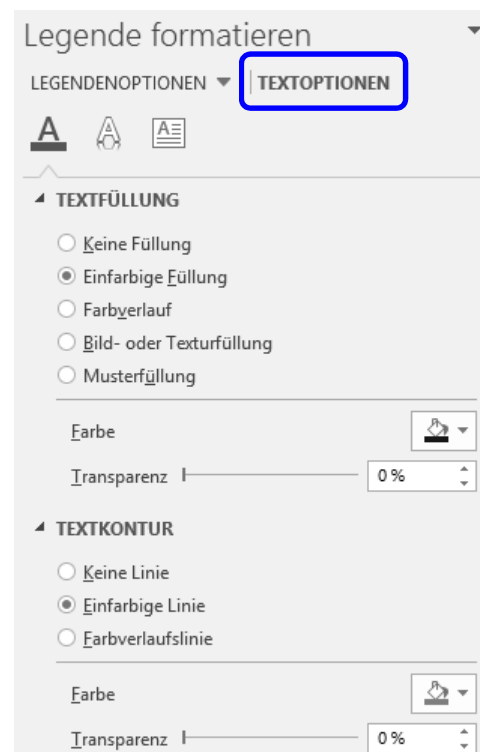 Legende formatieren
LEGENDENOPTIONEN TEXTOPTIONEN
TEXTFÜLLUNG
Keine Füllung
Einfarbige Füllung
Farbverlauf
Bild- oder Texturfüllung
Musterfüllung
Farbe
Transparenz 0 %
TEXTKONTUR
Keine Linie
Einfarbige Linie
Farbverlaufslinie
Farbe
Transparenz 0 %